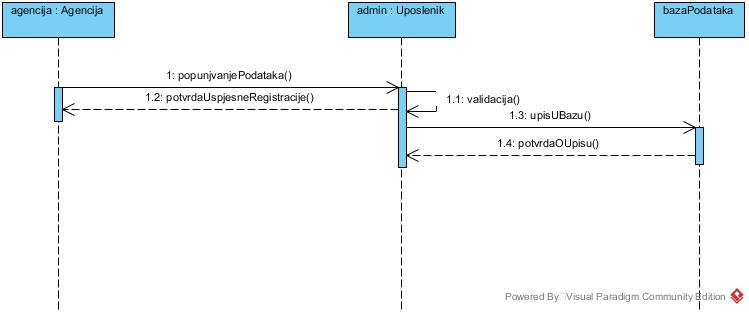 agencija : Agencija
admin : Uposlenik
bazaPodataka
1: popunjvanjePodataka()
1.1: validacija()
1.2: potvrdaUspjesneRegistracije()
1.3: upisUBazu()
1.4: potvrdaOUpisu()
Powered By Visual Paradigm Community Edition